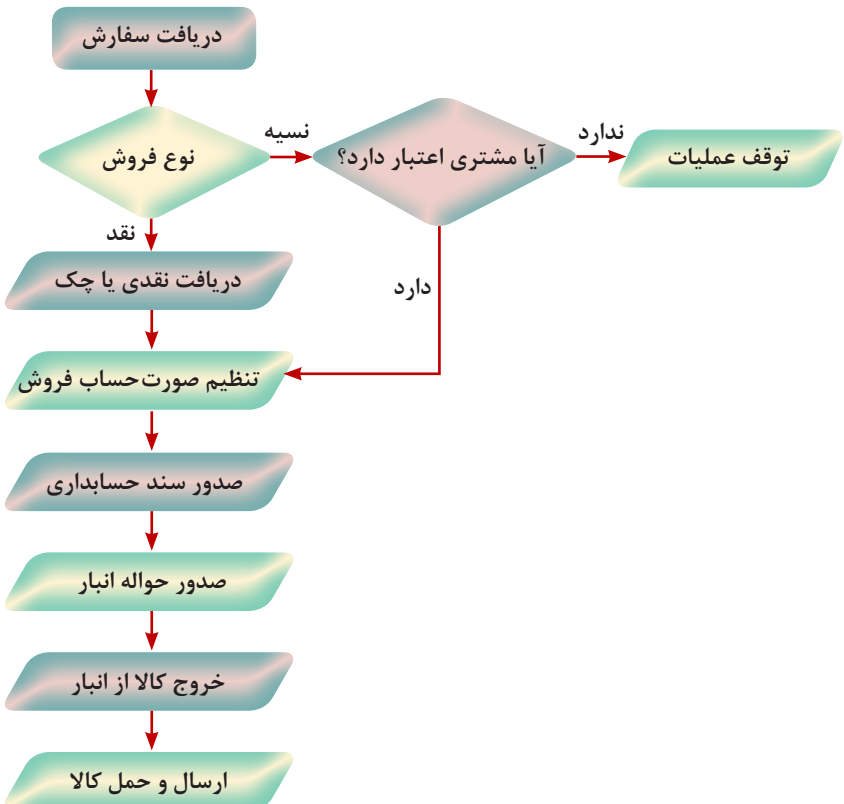 دریافت سفارش
نوع فروش
نسیه
آیا مشتری اعتبار دارد؟
ندارد
توقف عملیات
نقد
دارد
دریافت نقدی یا چک
تنظیم صورت‌حساب فروش
صدور سند حسابداری
صدور حواله انبار
خروج کالا از انبار
ارسال و حمل کالا